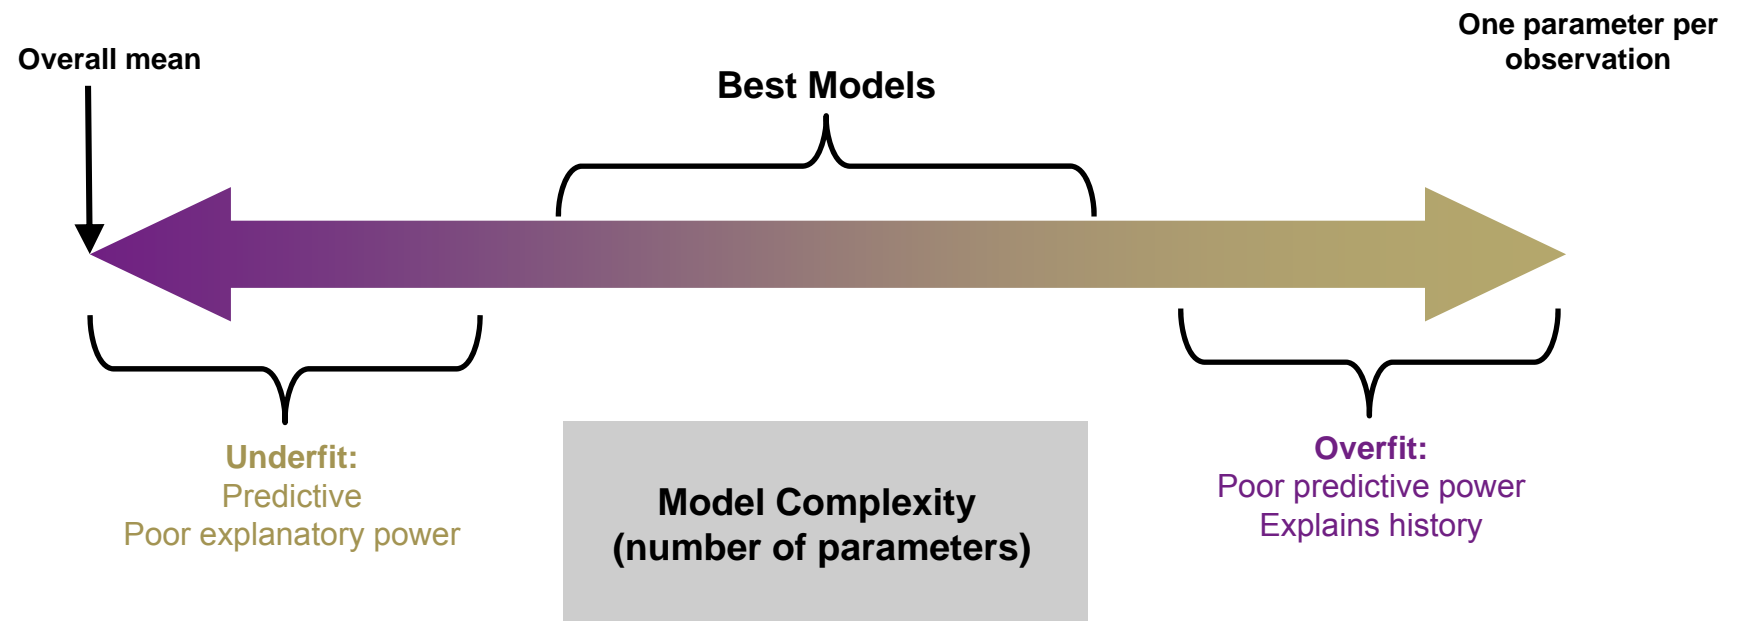 Overall mean
Best Models
One parameter per
observation
Underfit:
Predictive
Poor explanatory power
Model Complexity
(number of parameters)
Overfit:
Poor predictive power
Explains history